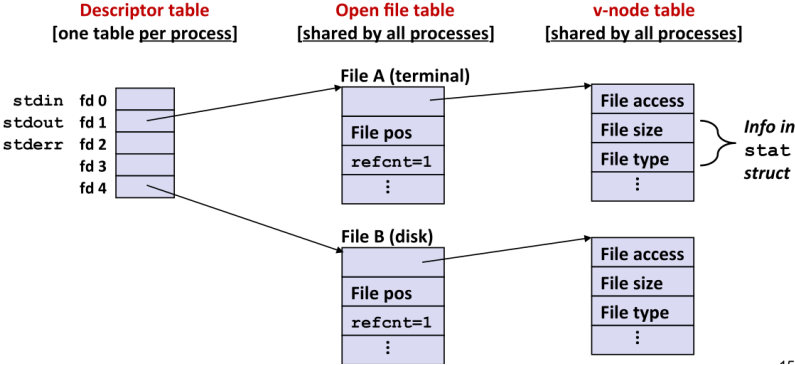 Descriptor table
[one table per process]
Open file table
[shared by all processes]
v-node table
[shared by all processes]
stdin fd 0
stdout fd 1
stderr fd 2
fd 3
fd 4
File A (terminal)
File pos
refcnt=1
⋮
File access
File size
File type
⋮
Info in
stat
struct
File B (disk)
File pos
refcnt=1
⋮
File access
File size
File type
⋮